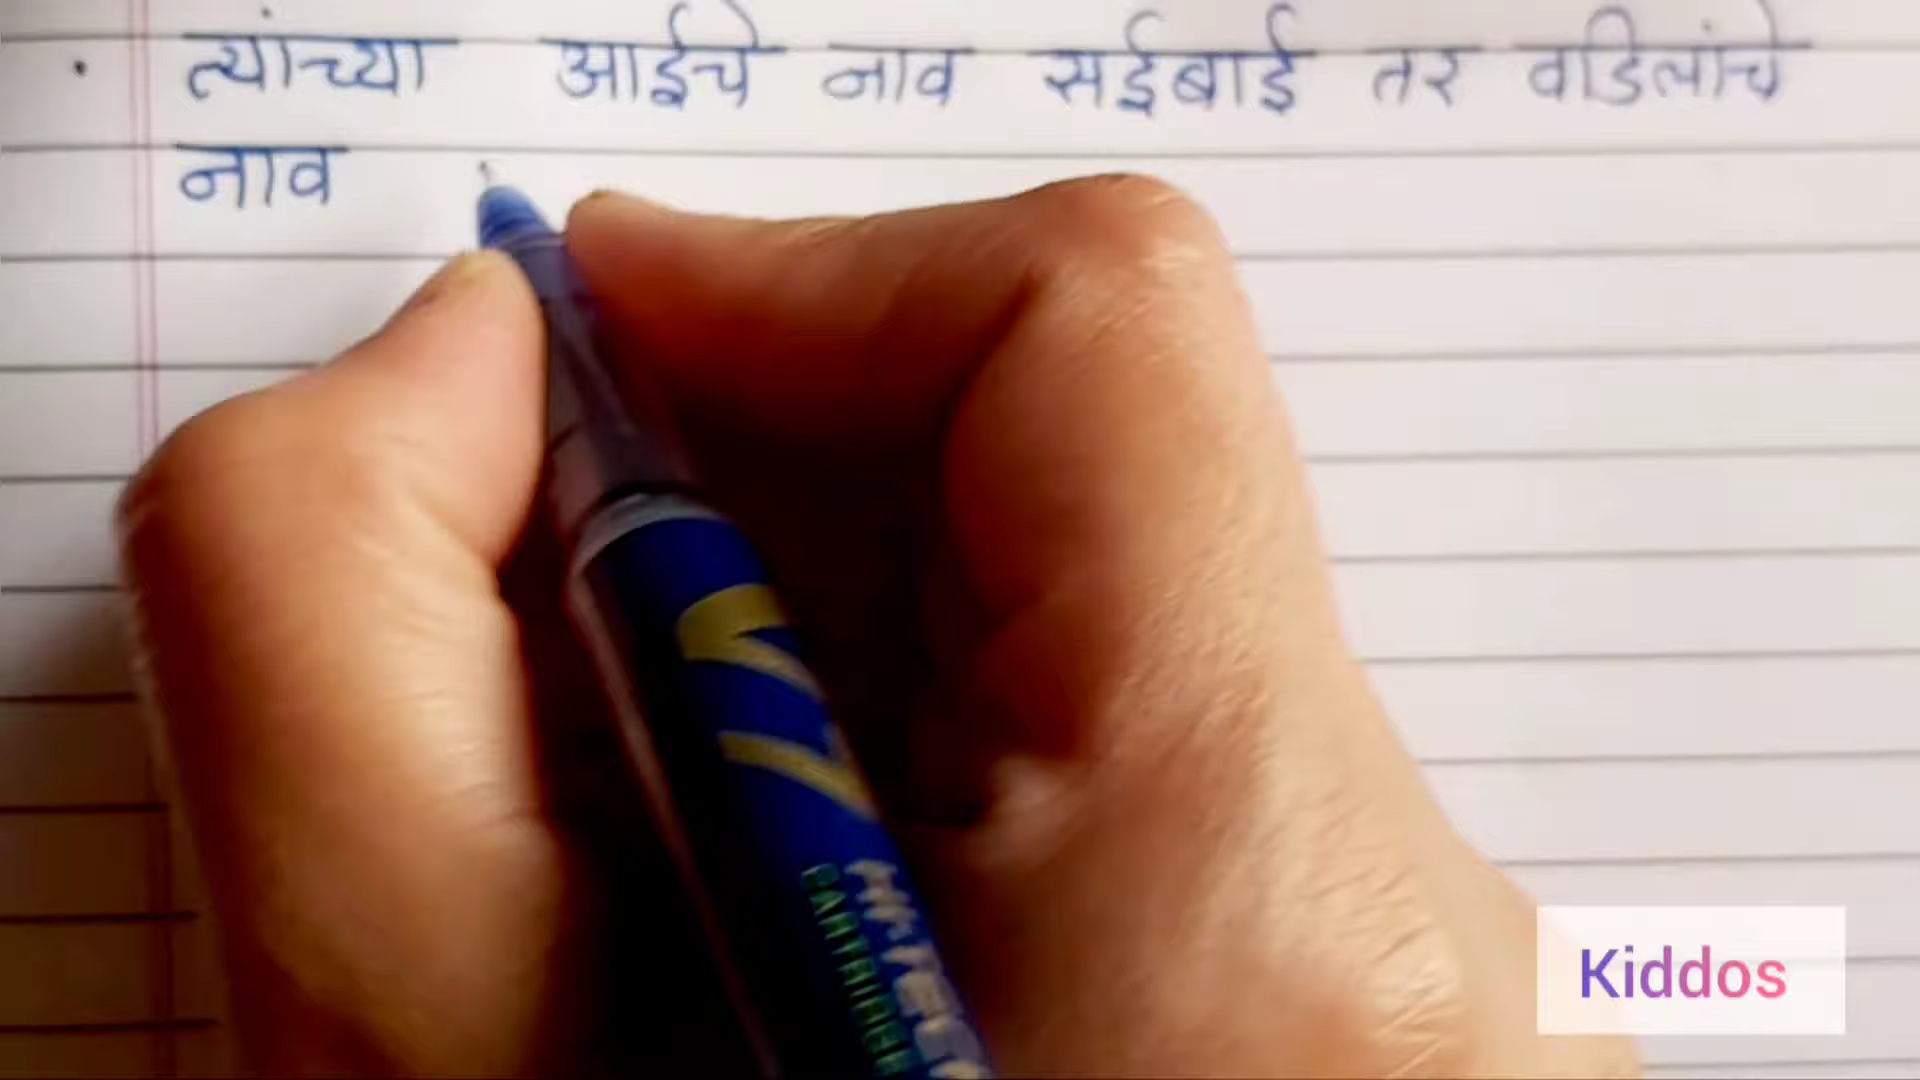 त्यांच्या आईचे नाव सईबाई तर वडिलांचे
नाव
Kiddos